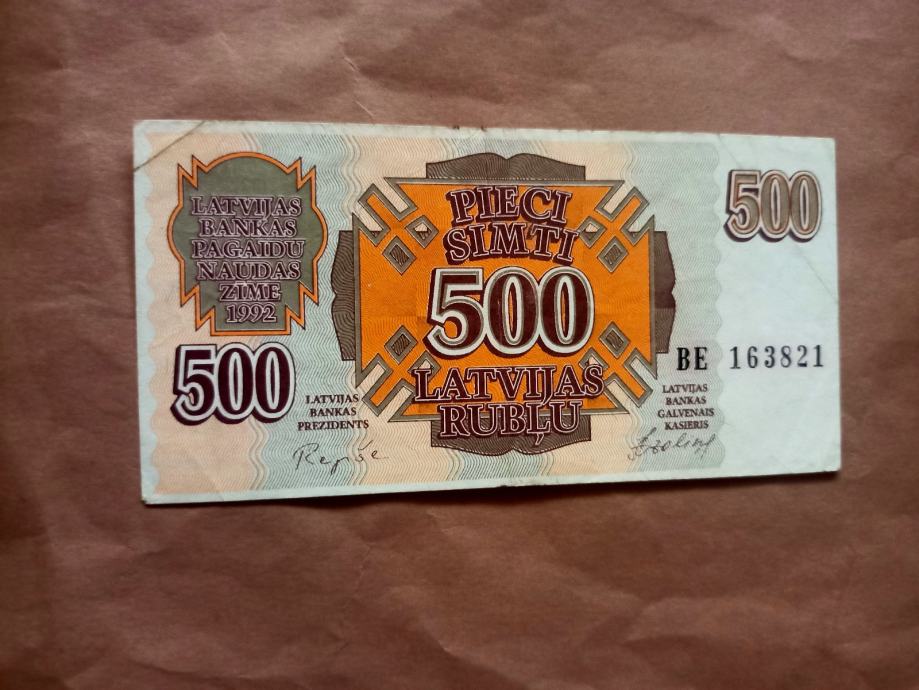 LATVIJAS
BANKAS
PAGAIDU
NAUDAS
ZIME
1992
500
LATVIJAS
BANKAS
PREZIDENTS
PIECI
SIMTI
500
LATVIJAS
RUBĻU
500
BE 163821
LATVIJAS
BANKAS
GALVENAIS
KASIERIS